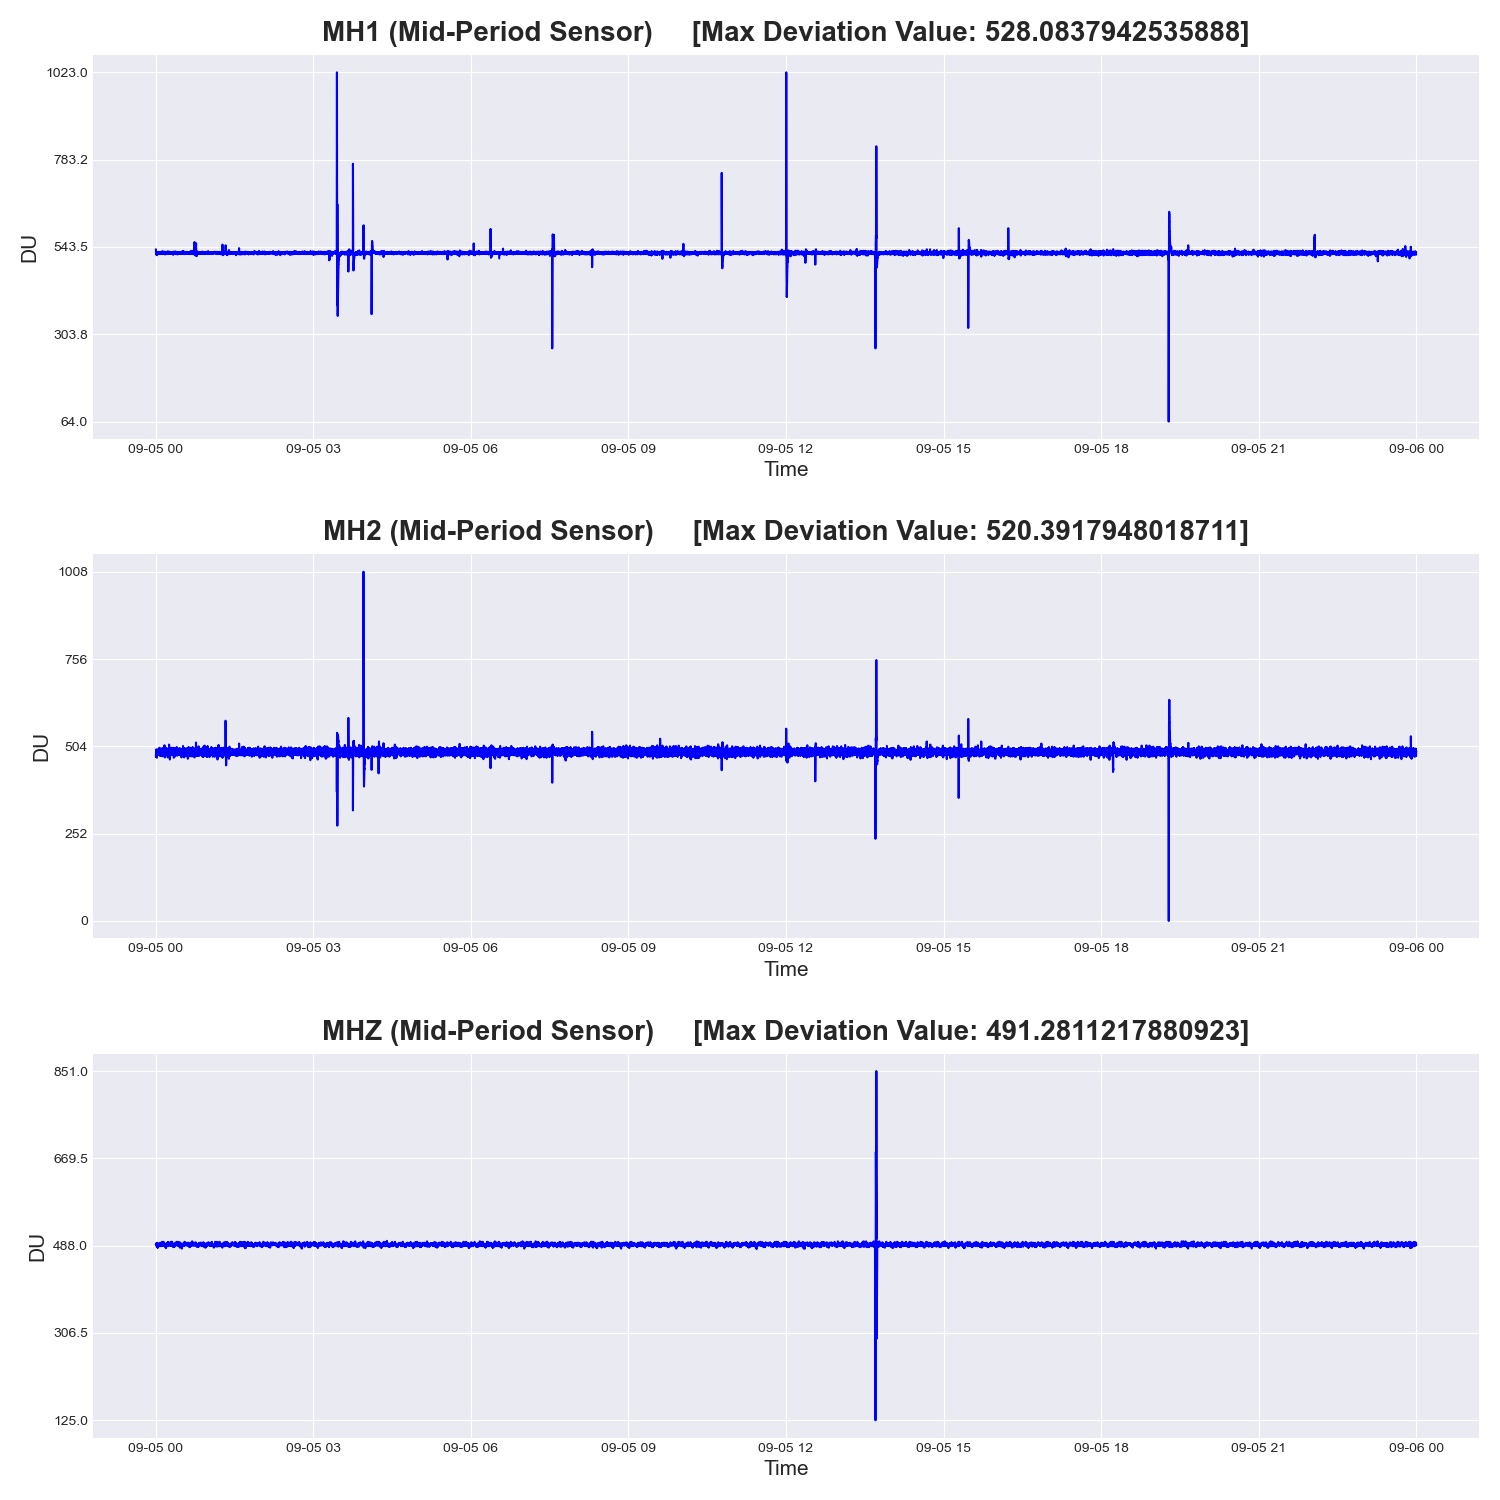 MH1 (Mid-Period Sensor) [Max Deviation Value: 528.0837942535888]
1023.0
783.2
543.5
303.8
64.0
DU
09-05 00 09-05 03 09-05 06 09-05 09 09-05 12 09-05 15 09-05 18 09-05 21 09-06 00
Time
MH2 (Mid-Period Sensor) [Max Deviation Value: 520.3917948018711]
1008
756
504
252
0
DU
09-05 00 09-05 03 09-05 06 09-05 09 09-05 12 09-05 15 09-05 18 09-05 21 09-06 00
Time
MHZ (Mid-Period Sensor) [Max Deviation Value: 491.2811217880923]
851.0
669.5
488.0
306.5
125.0
DU
09-05 00 09-05 03 09-05 06 09-05 09 09-05 12 09-05 15 09-05 18 09-05 21 09-06 00
Time